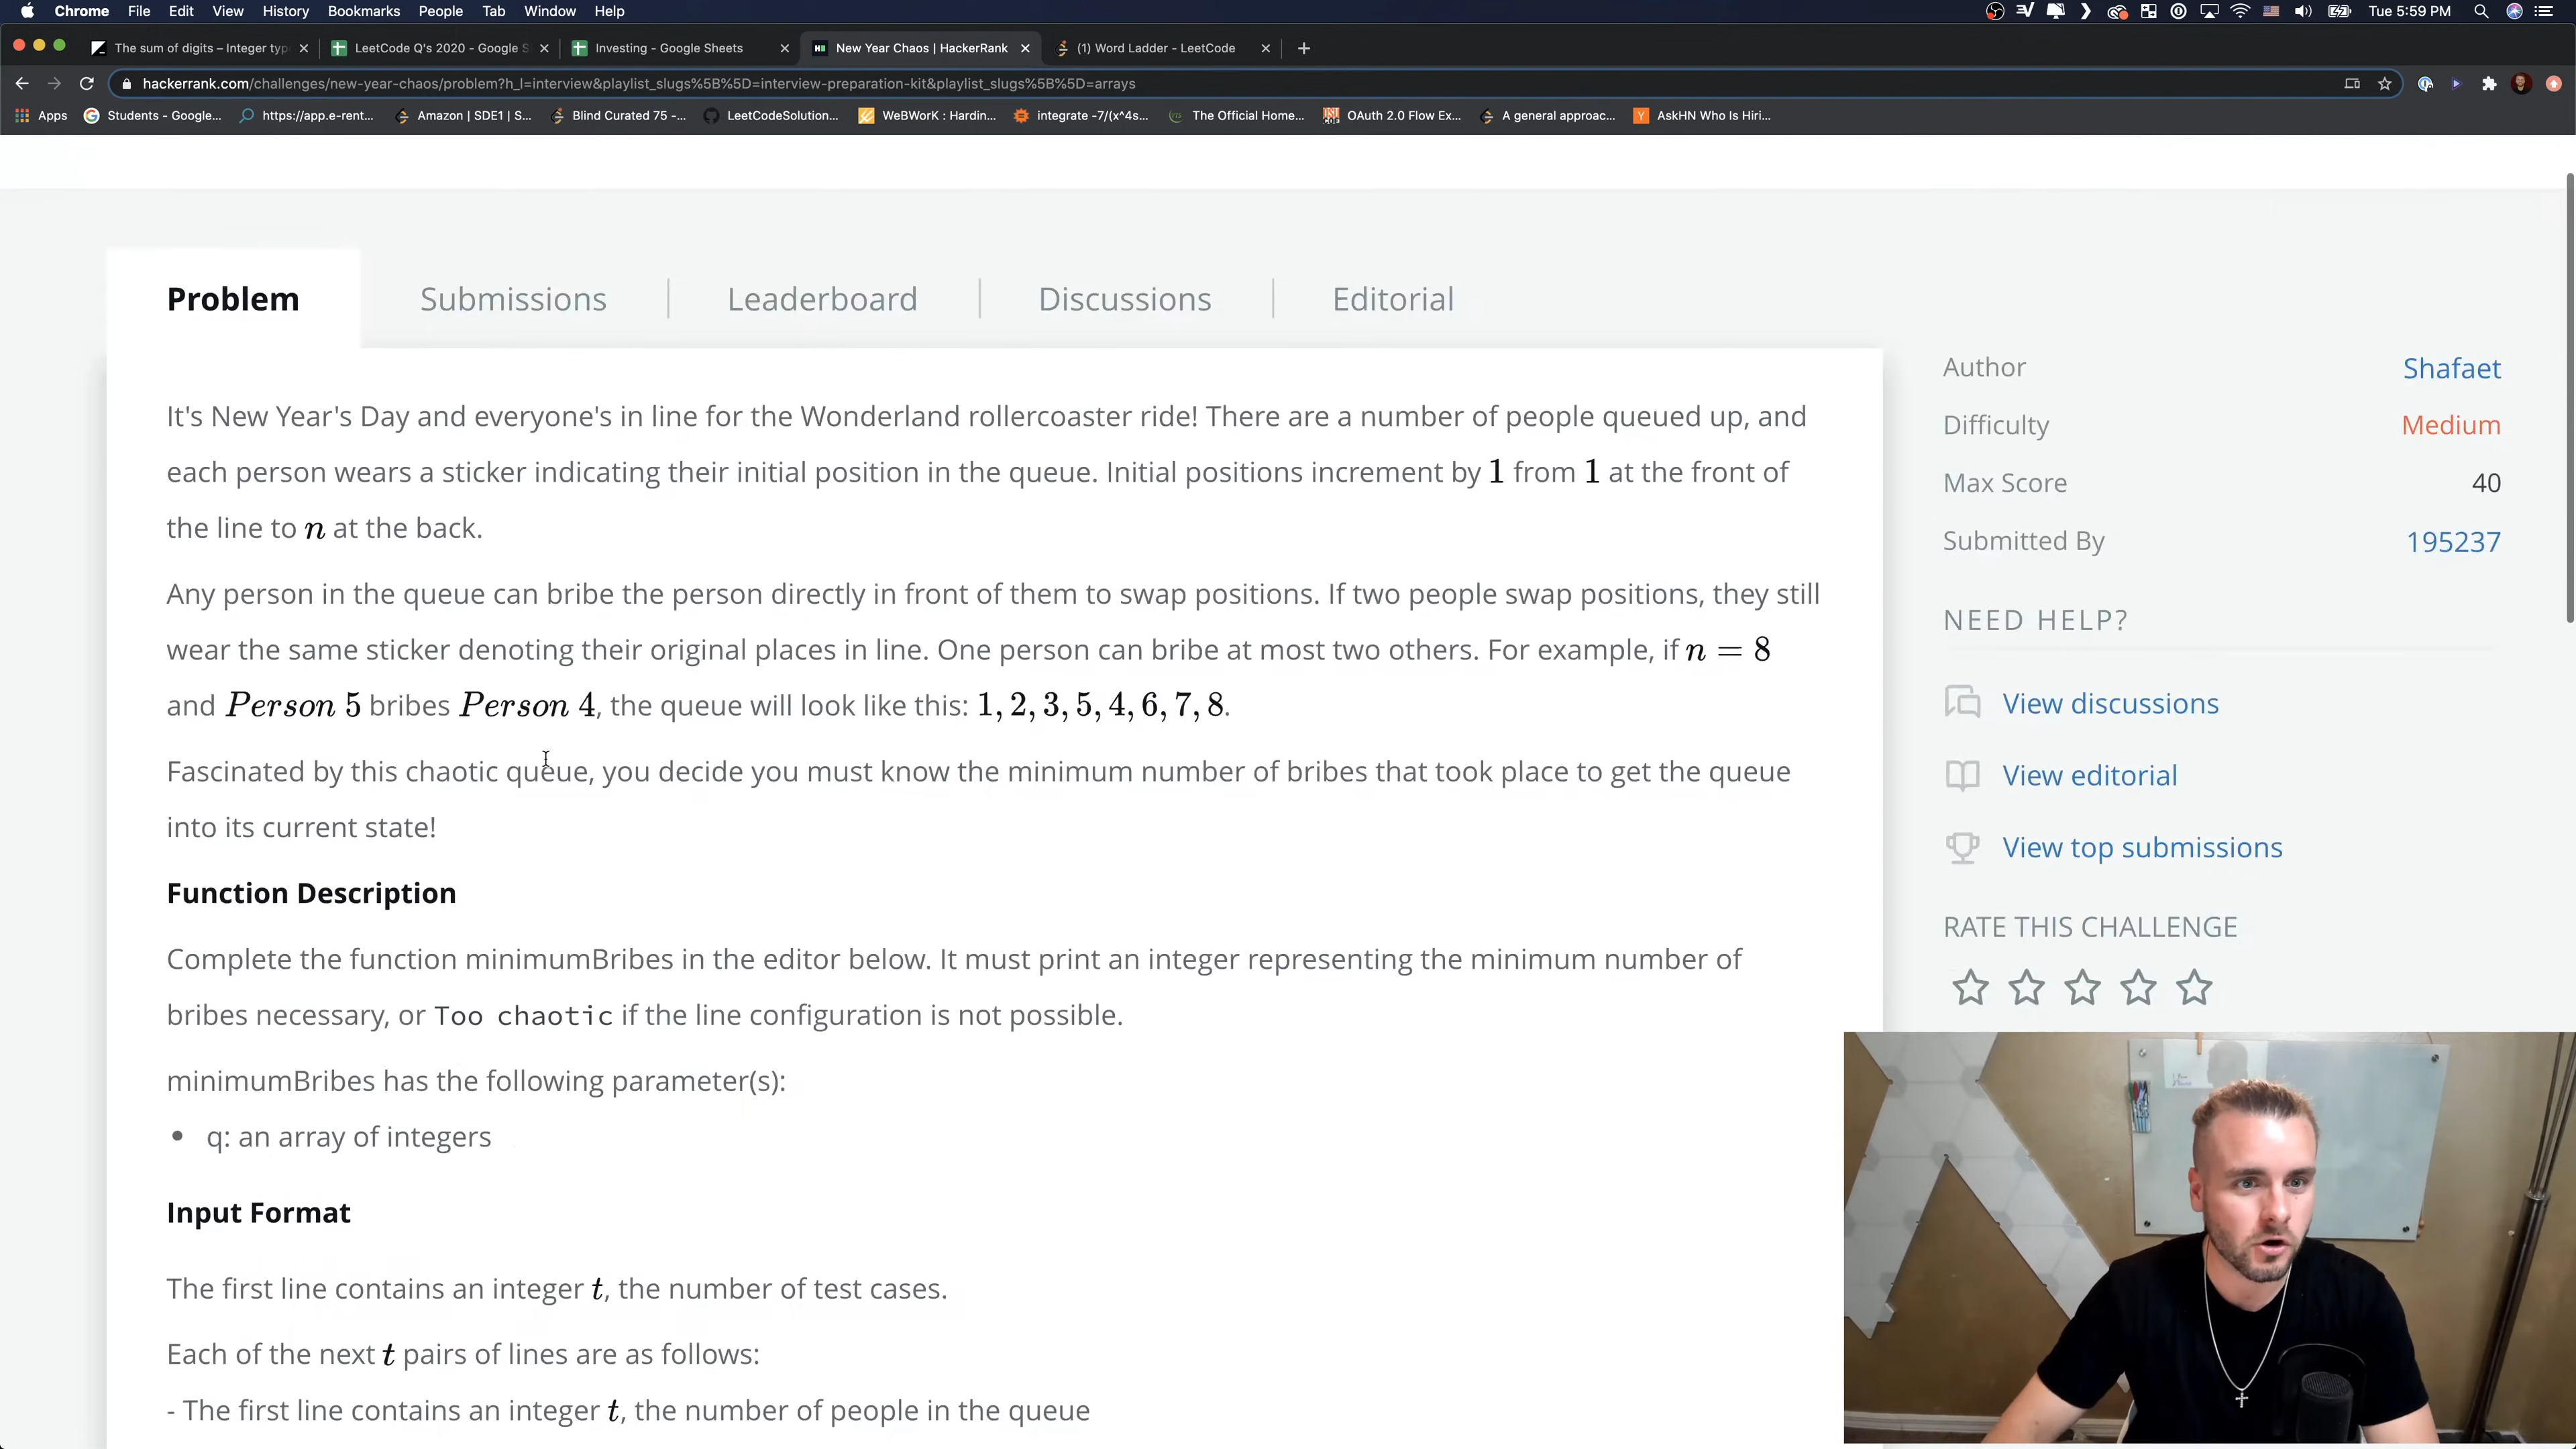 Chrome File Edit View History Bookmarks People Tab Window Help Tue 5:59 PM
The sum of digits – Integer typ
LeetCode Q's 2020 - Google S
Investing - Google Sheets
New Year Chaos | HackerRank
(1) Word Ladder - LeetCode
hackerrank.com/challenges/new-year-chaos/problem?h_l=interview&playlist_slugs%5B%5D=interview-preparation-kit&playlist_slugs%5B%5D=arrays
Apps Students - Google... https://app.e-rent... Amazon | SDE1 | S... Blind Curated 75 -... LeetCodeSolution... WeBWorK : Hardin... integrate -7/(x^4s... The Official Home... OAuth 2.0 Flow Ex... A general approac... AskHN Who Is Hiri...
Problem Submissions Leaderboard Discussions Editorial
It's New Year's Day and everyone's in line for the Wonderland rollercoaster ride! There are a number of people queued up, and
each person wears a sticker indicating their initial position in the queue. Initial positions increment by 1 from 1 at the front of
the line to n at the back.
Any person in the queue can bribe the person directly in front of them to swap positions. If two people swap positions, they still
wear the same sticker denoting their original places in line. One person can bribe at most two others. For example, if n = 8
and Person 5 bribes Person 4, the queue will look like this: 1, 2, 3, 5, 4, 6, 7, 8.
Fascinated by this chaotic queue, you decide you must know the minimum number of bribes that took place to get the queue
into its current state!
Function Description
Complete the function minimumBribes in the editor below. It must print an integer representing the minimum number of
bribes necessary, or Too chaotic if the line configuration is not possible.
minimumBribes has the following parameter(s):
• q: an array of integers
Input Format
The first line contains an integer t, the number of test cases.
Each of the next t pairs of lines are as follows:
- The first line contains an integer t, the number of people in the queue
Author Shafaet
Difficulty Medium
Max Score 40
Submitted By 195237
NEED HELP?
View discussions
View editorial
View top submissions
RATE THIS CHALLENGE